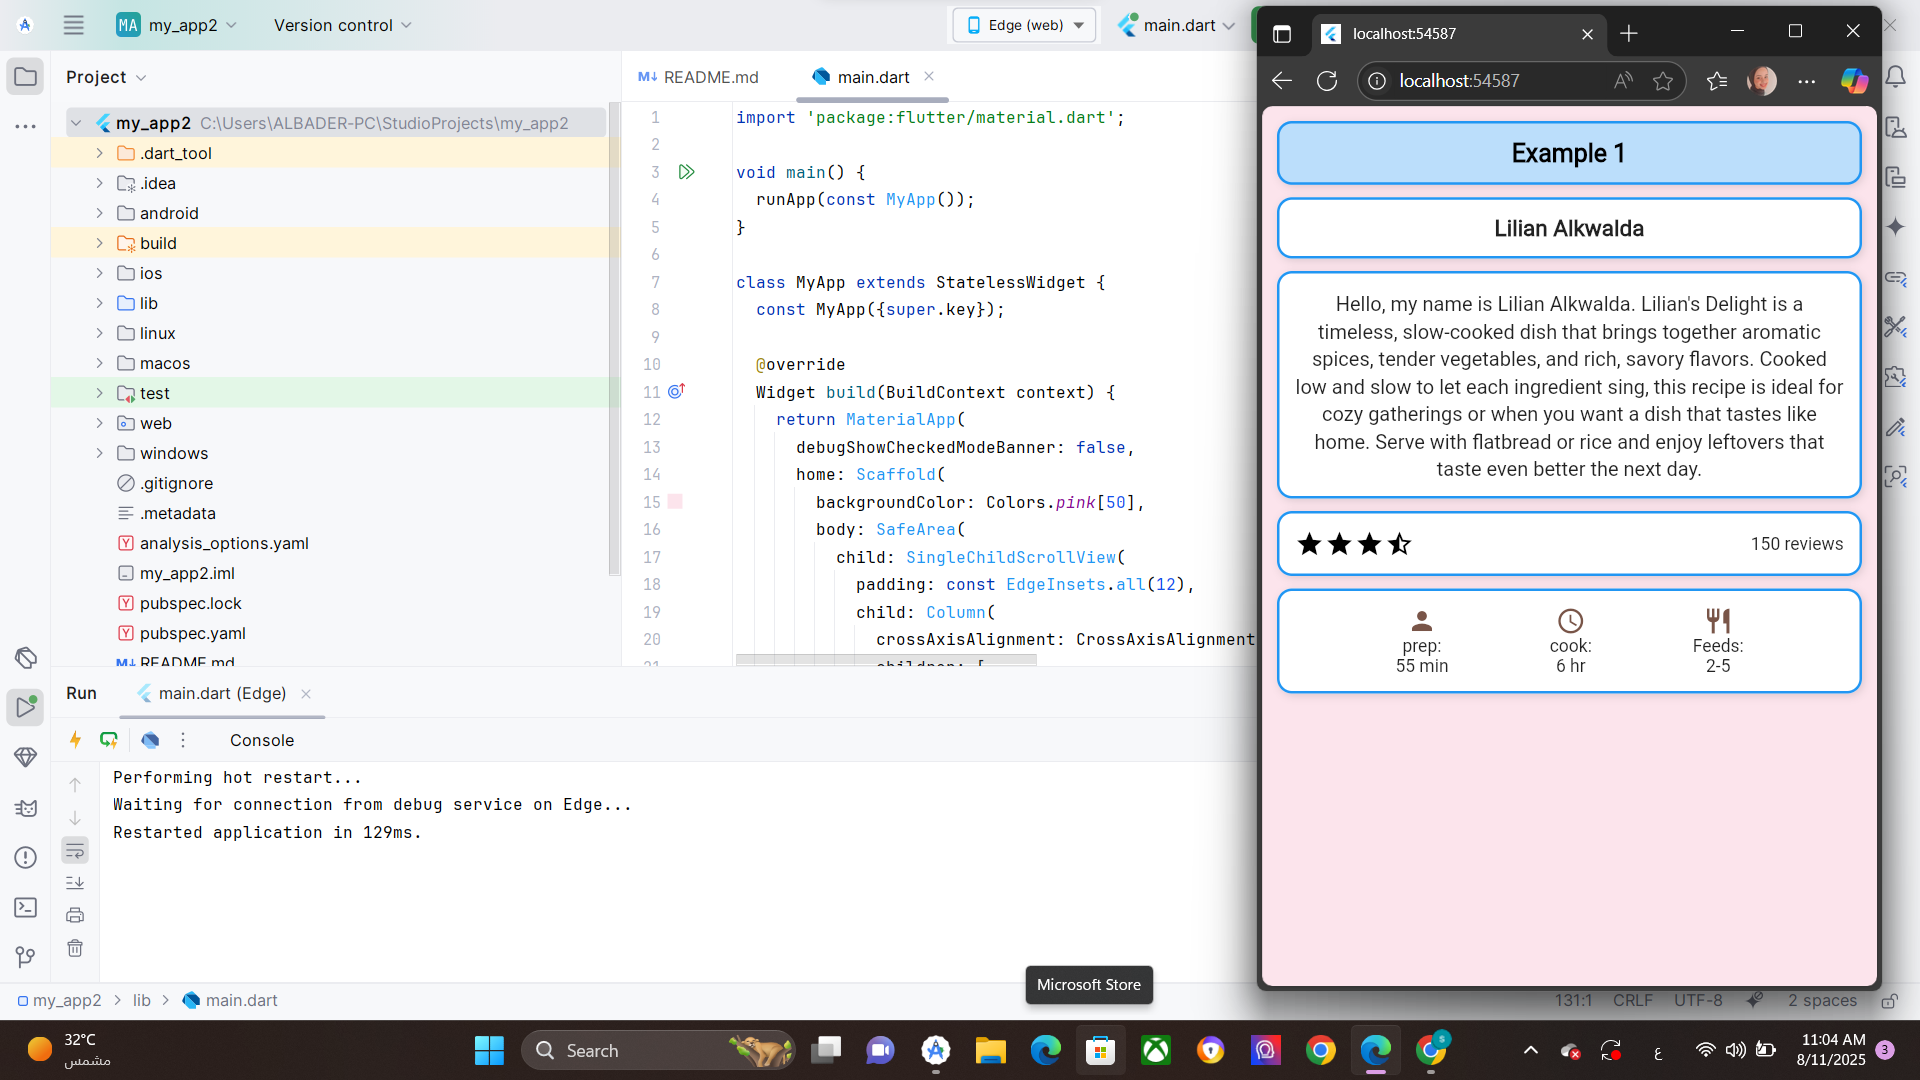 MA my_app2
Version control
Edge (web)
main.dart
Project
README.md
main.dart
my_app2 C:\Users\ALBADER-PC\StudioProjects\my_app2
.dart_tool
.idea
android
build
ios
lib
linux
macos
test
web
windows
.gitignore
.metadata
analysis_options.yaml
my_app2.iml
pubspec.lock
pubspec.yaml
README.md
1 import 'package:flutter/material.dart';
2
3 void main() {
4 runApp(const MyApp());
5 }
6
7 class MyApp extends StatelessWidget {
8 const MyApp({super.key});
9
10 @override
11 Widget build(BuildContext context) {
12 return MaterialApp(
13 debugShowCheckedModeBanner: false,
14 home: Scaffold(
15 backgroundColor: Colors.pink[50],
16 body: SafeArea(
17 child: SingleChildScrollView(
18 padding: const EdgeInsets.all(12),
19 child: Column(
20 crossAxisAlignment: CrossAxisAlignment
21 children: [
Run
main.dart (Edge)
Console
Performing hot restart...
Waiting for connection from debug service on Edge...
Restarted application in 129ms.
my_app2 > lib > main.dart
131:1 CRLF UTF-8 2 spaces
Microsoft Store
localhost:54587
localhost:54587
Example 1
Lilian Alkwalda
Hello, my name is Lilian Alkwalda. Lilian's Delight is a
timeless, slow-cooked dish that brings together aromatic
spices, tender vegetables, and rich, savory flavors. Cooked
low and slow to let each ingredient sing, this recipe is ideal for
cozy gatherings or when you want a dish that tastes like
home. Serve with flatbread or rice and enjoy leftovers that
taste even better the next day.
150 reviews
prep:
55 min
cook:
6 hr
Feeds:
2-5
32°C
مشمس
Search
ع
11:04 AM
8/11/2025
3